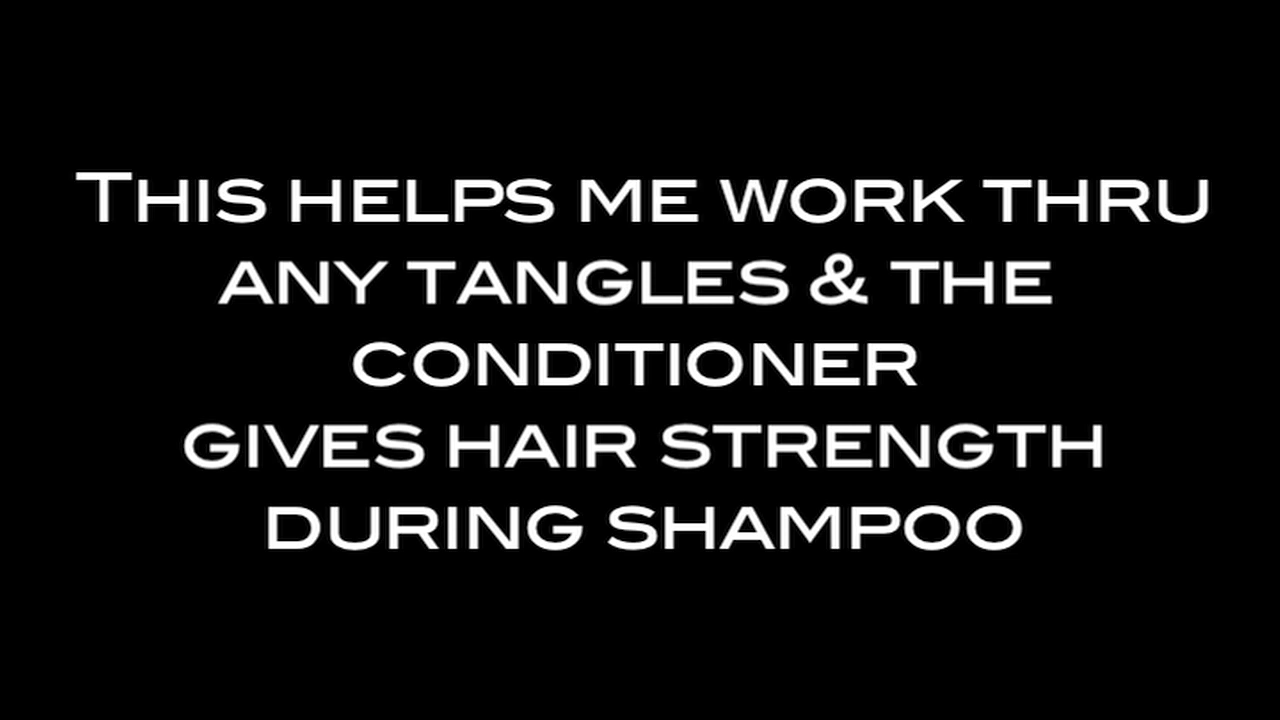 This helps me work thru
any tangles & the
conditioner
gives hair strength
during shampoo